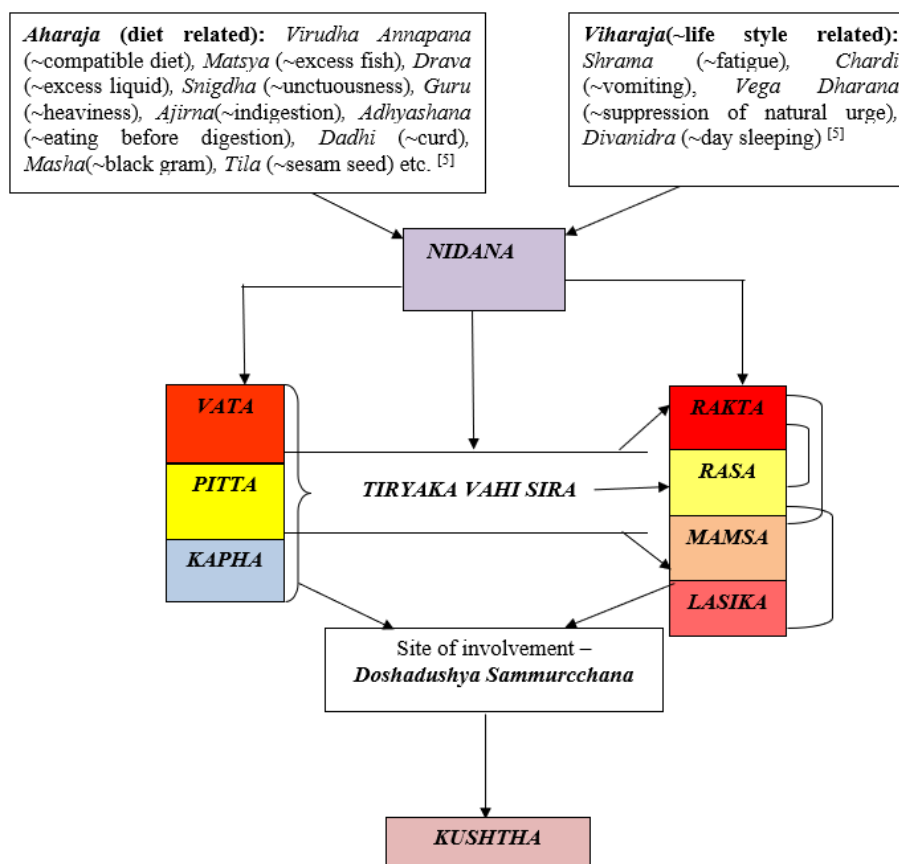 Aharaja (diet related): Virudha Annapana
(~compatible diet), Matsya (~excess fish), Drava
(~excess liquid), Snigdha (~unctuousness), Guru
(~heaviness), Ajirna(~indigestion), Adhyashana
(~eating before digestion), Dadhi (~curd),
Masha(~black gram), Tila (~sesam seed) etc. [5]
Viharaja(~life style related):
Shrama (~fatigue), Chardi
(~vomiting), Vega Dharana
(~suppression of natural urge),
Divanidra (~day sleeping) [5]
NIDANA
VATA
PITTA
KAPHA
TIRYAKA VAHI SIRA
RAKTA
RASA
MAMSA
LASIKA
Site of involvement –
Doshadushya Sammurcchana
KUSHTHA